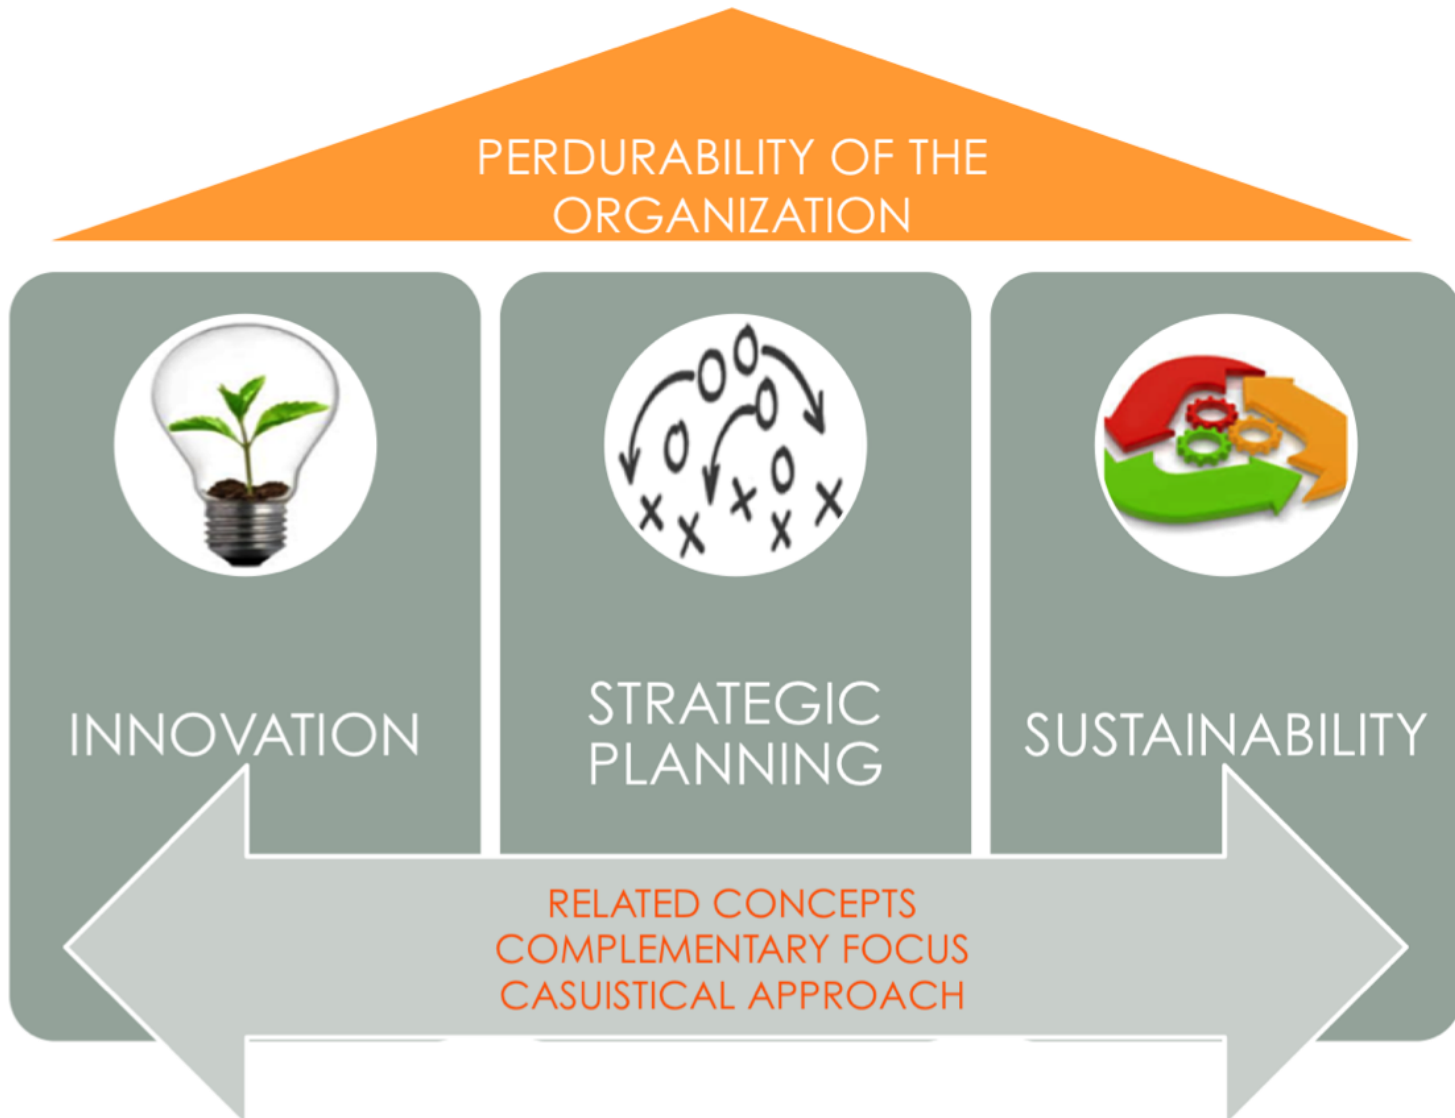 PERDURABILITY OF THE
ORGANIZATION
INNOVATION
STRATEGIC
PLANNING
SUSTAINABILITY
RELATED CONCEPTS
COMPLEMENTARY FOCUS
CASUISTICAL APPROACH